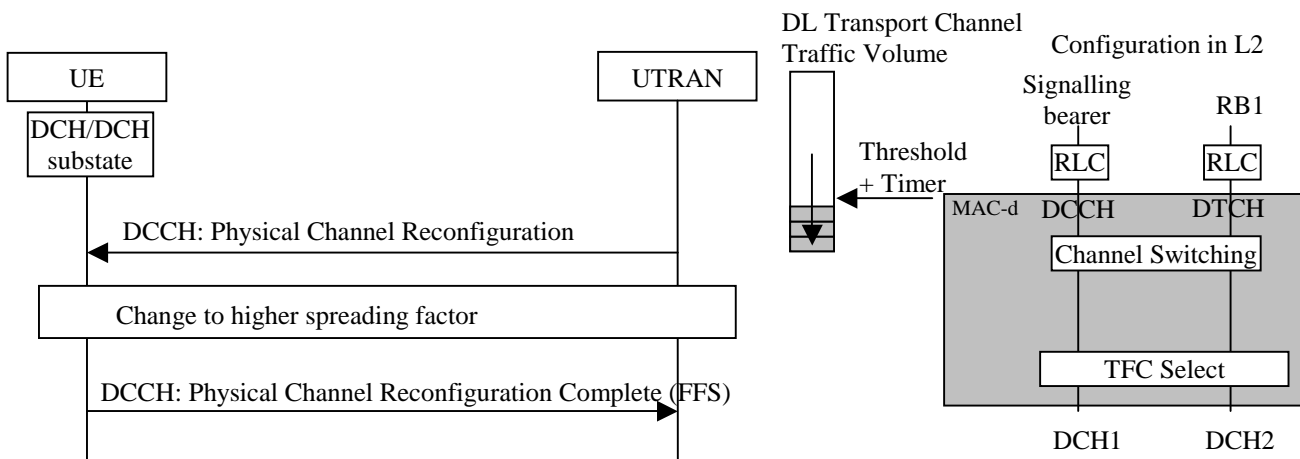 DL Transport Channel
Traffic Volume
Configuration in L2
UE
UTRAN
Signalling
bearer
RB1
DCH/DCH
substate
Threshold
+ Timer
RLC
RLC
MAC-d
DCCH
DTCH
DCCH: Physical Channel Reconfiguration
Channel Switching
Change to higher spreading factor
TFC Select
DCCH: Physical Channel Reconfiguration Complete (FFS)
DCH1
DCH2